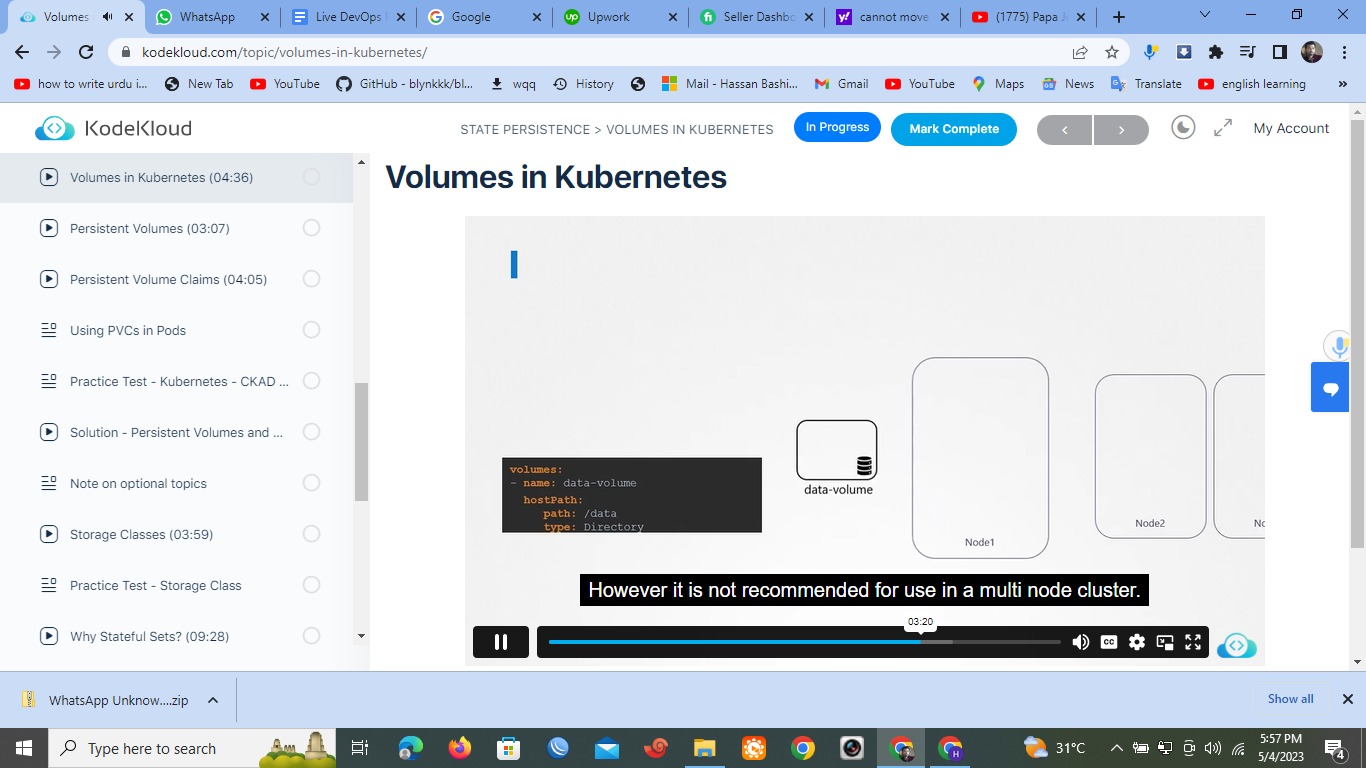 Volumes
WhatsApp
Live DevOps
Google
Upwork
Seller Dashbo
cannot move
(1775) Papa J
kodekloud.com/topic/volumes-in-kubernetes/
how to write urdu i...
New Tab
YouTube
GitHub - blynkkk/bl...
wqq
History
Mail - Hassan Bashi...
Gmail
YouTube
Maps
News
Translate
english learning
»
KodeKloud
STATE PERSISTENCE > VOLUMES IN KUBERNETES
In Progress
Mark Complete
My Account
Volumes in Kubernetes (04:36)
Persistent Volumes (03:07)
Persistent Volume Claims (04:05)
Using PVCs in Pods
Practice Test - Kubernetes - CKAD ...
Solution - Persistent Volumes and ...
Note on optional topics
Storage Classes (03:59)
Practice Test - Storage Class
Why Stateful Sets? (09:28)
Volumes in Kubernetes
volumes:
- name: data-volume
hostPath:
path: /data
type: Directory
data-volume
Node1
Node2
No
However it is not recommended for use in a multi node cluster.
03:20
CC
WhatsApp Unknow....zip
Show all
Type here to search
H
31°C
5:57 PM
5/4/2023
4